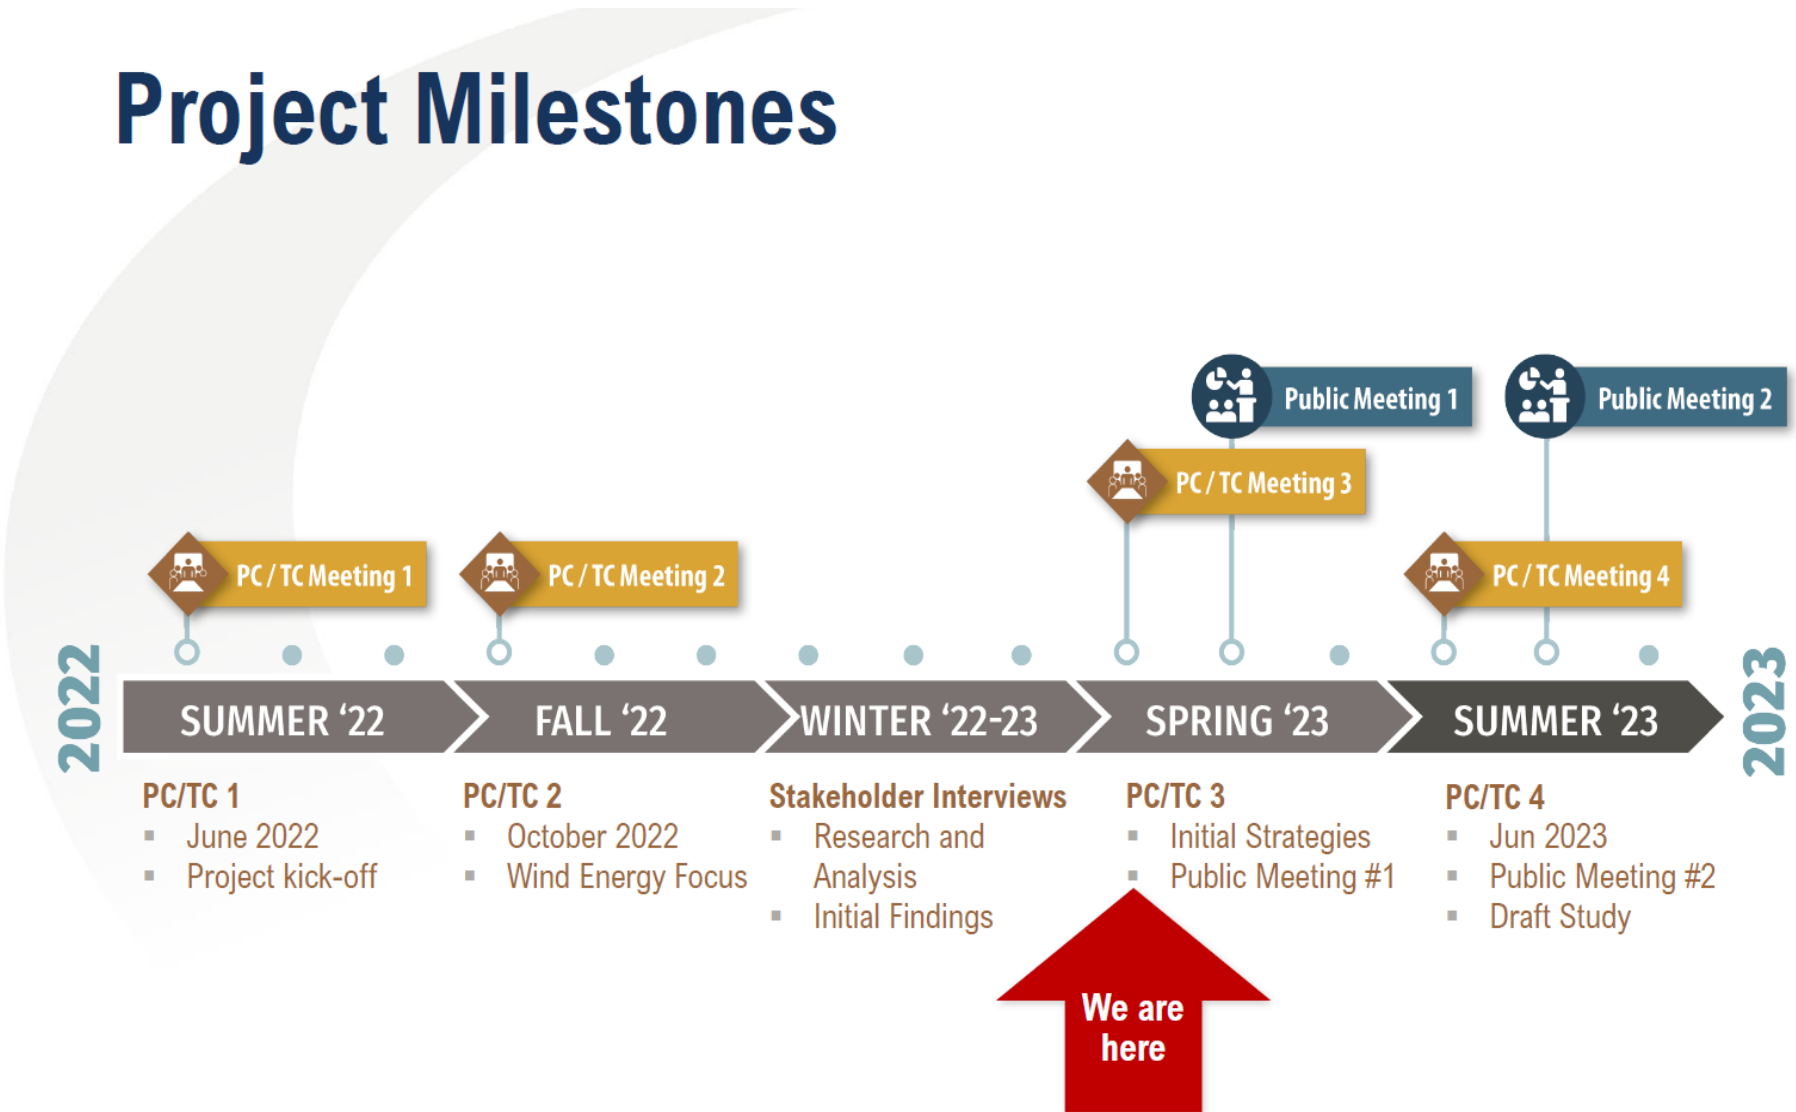 Project Milestones
Public Meeting 1
Public Meeting 2
PC / TC Meeting 3
PC / TC Meeting 1
PC / TC Meeting 2
PC / TC Meeting 4
2022
SUMMER ‘22
FALL ‘22
WINTER ‘22-23
SPRING ‘23
SUMMER ‘23
2023
PC/TC 1
▪ June 2022
▪ Project kick-off
PC/TC 2
▪ October 2022
▪ Wind Energy Focus
Stakeholder Interviews
▪ Research and
Analysis
▪ Initial Findings
PC/TC 3
▪ Initial Strategies
▪ Public Meeting #1
PC/TC 4
▪ Jun 2023
▪ Public Meeting #2
▪ Draft Study
We are
here